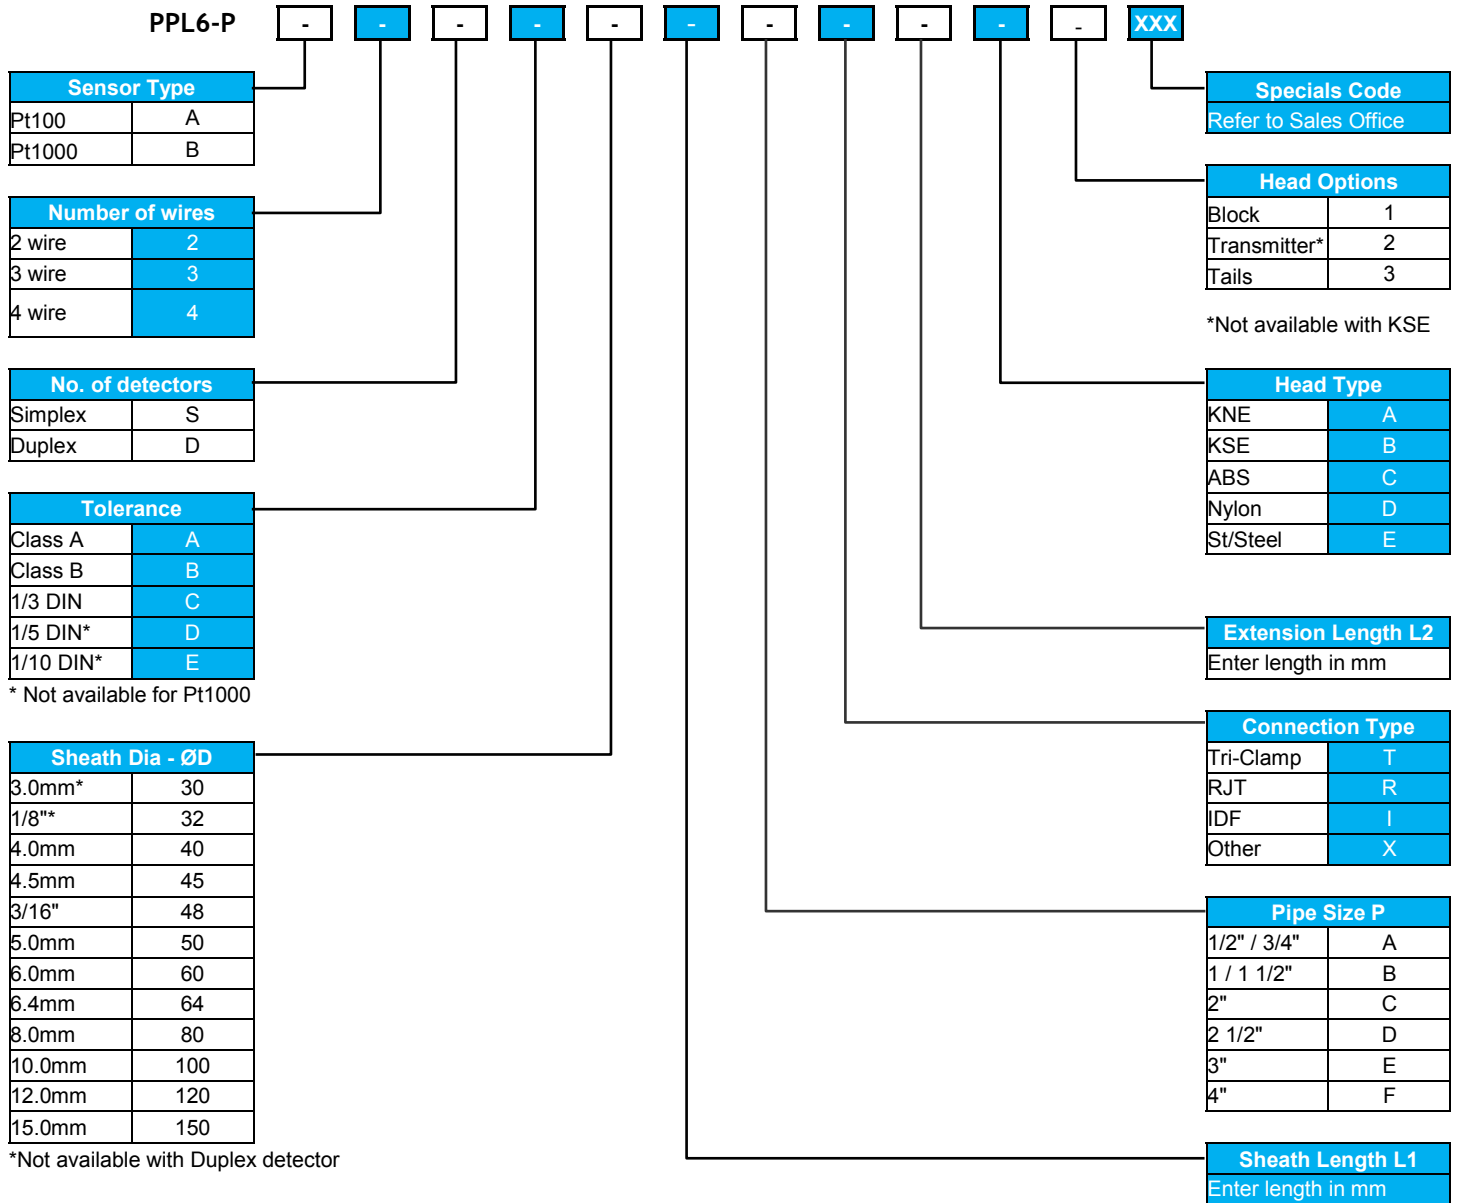 PPL6-P - - - - - - - - - - - XXX
Sensor Type
Pt100 A
Pt1000 B
Number of wires
2 wire 2
3 wire 3
4 wire 4
No. of detectors
Simplex S
Duplex D
Tolerance
Class A A
Class B B
1/3 DIN C
1/5 DIN* D
1/10 DIN* E
* Not available for Pt1000
Sheath Dia - ØD
3.0mm* 30
1/8"* 32
4.0mm 40
4.5mm 45
3/16" 48
5.0mm 50
6.0mm 60
6.4mm 64
8.0mm 80
10.0mm 100
12.0mm 120
15.0mm 150
*Not available with Duplex detector
Specials Code
Refer to Sales Office
Head Options
Block 1
Transmitter* 2
Tails 3
*Not available with KSE
Head Type
KNE A
KSE B
ABS C
Nylon D
St/Steel E
Extension Length L2
Enter length in mm
Connection Type
Tri-Clamp T
RJT R
IDF I
Other X
Pipe Size P
1/2" / 3/4" A
1 / 1 1/2" B
2" C
2 1/2" D
3" E
4" F
Sheath Length L1
Enter length in mm